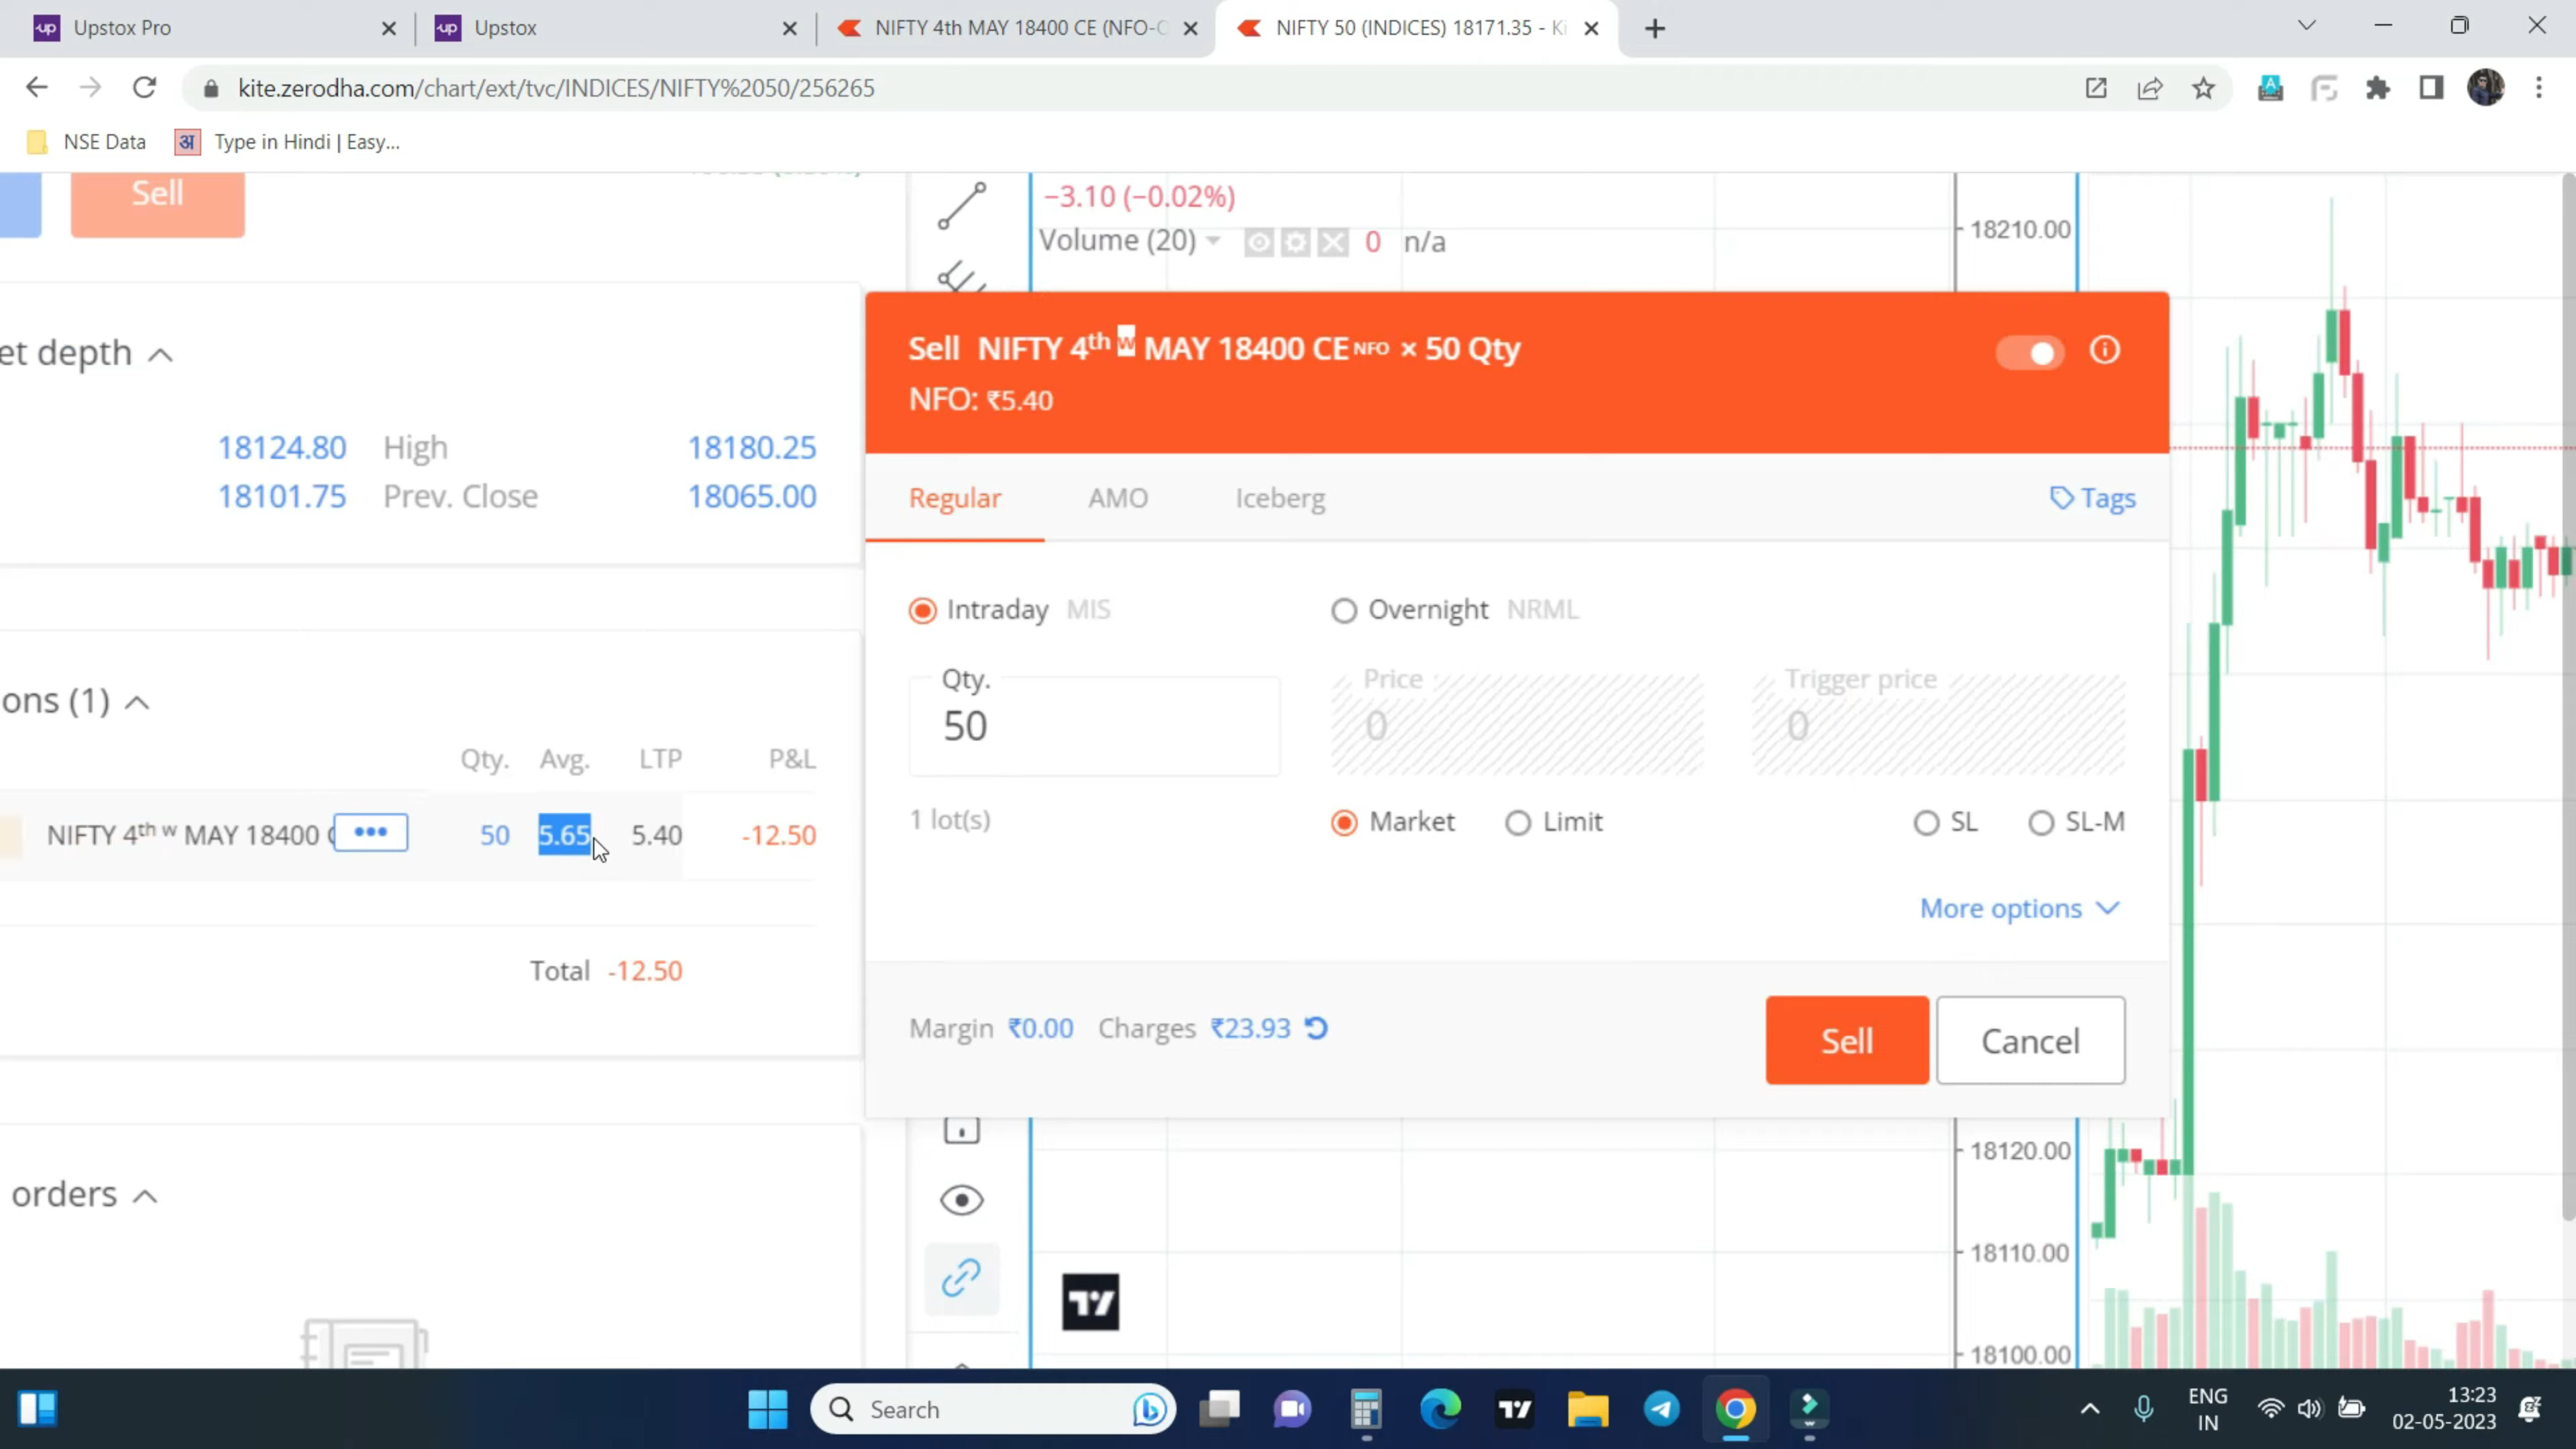 Upstox Pro
Upstox
NIFTY 4th MAY 18400 CE (NFO-O
NIFTY 50 (INDICES) 18171.35 - Ki
kite.zerodha.com/chart/ext/tvc/INDICES/NIFTY%2050/256265
NSE Data
अ Type in Hindi | Easy...
Sell
−3.10 (−0.02%)
Volume (20) 0 n/a
18210.00
et depth
18124.80 High 18180.25
18101.75 Prev. Close 18065.00
Sell NIFTY 4th w MAY 18400 CE NFO × 50 Qty
NFO: ₹5.40
Regular AMO Iceberg Tags
Intraday MIS Overnight NRML
Qty. Price Trigger price
50 0 0
1 lot(s) Market Limit SL SL-M
More options
Margin ₹0.00 Charges ₹23.93
Sell Cancel
ons (1)
Qty. Avg. LTP P&L
NIFTY 4th w MAY 18400 ••• 50 5.65 5.40 -12.50
Total -12.50
orders
18120.00
18110.00
18100.00
Search
ENG
IN
13:23
02-05-2023